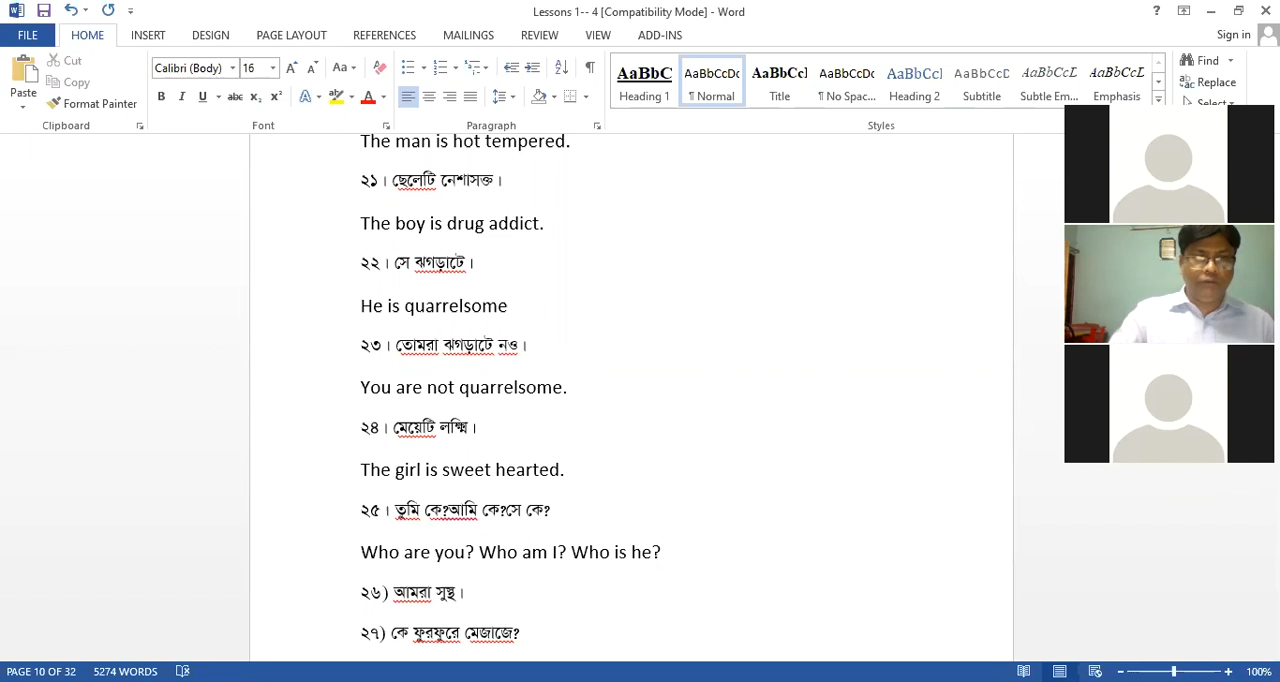 Lessons 1-- 4 [Compatibility Mode] - Word
FILE HOME INSERT DESIGN PAGE LAYOUT REFERENCES MAILINGS REVIEW VIEW ADD-INS Sign in
Paste Cut Copy Format Painter
Clipboard
Calibri (Body) 16
Font
Paragraph
AaBbC AaBbCcDc AaBbCcl AaBbCcDc AaBbCcl AaBbCcD AaBbCcL AaBbCcL
Heading 1 ¶ Normal Title ¶ No Spac... Heading 2 Subtitle Subtle Em... Emphasis
Styles
Find
Replace
Select
The man is hot tempered.
২১। ছেলেটি নেশাসক্ত।
The boy is drug addict.
২২। সে ঝগড়াটে।
He is quarrelsome
২৩। তোমরা ঝগড়াটে নও।
You are not quarrelsome.
২৪। মেয়েটি লক্ষ্মি।
The girl is sweet hearted.
২৫। তুমি কে?আমি কে?সে কে?
Who are you? Who am I? Who is he?
২৬) আমরা সুস্থ।
২৭) কে ফুরফুরে মেজাজে?
PAGE 10 OF 32 5274 WORDS 100%